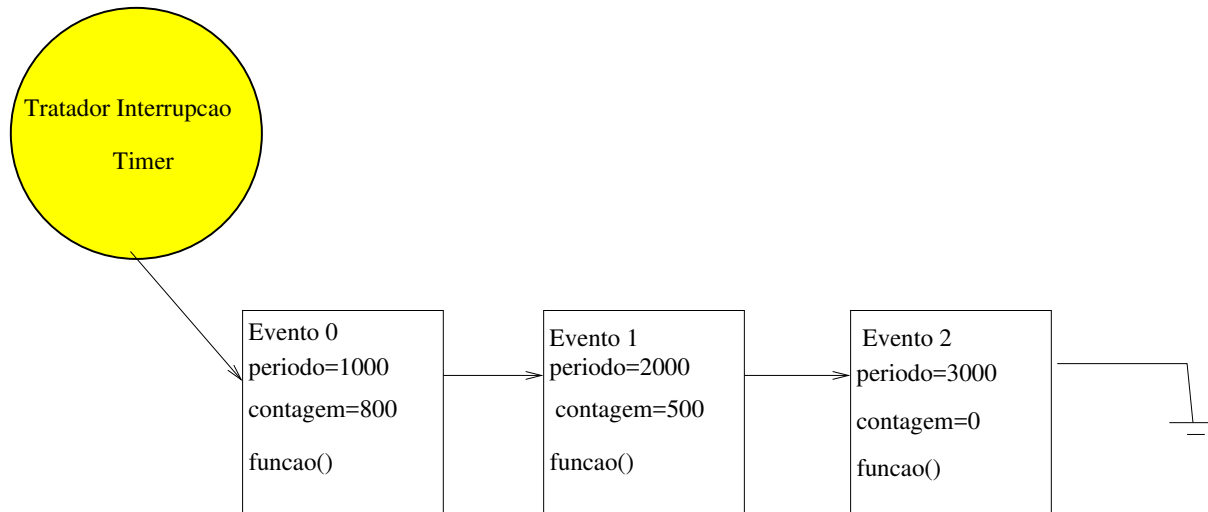 Tratador Interrupcao
Timer
Evento 0
periodo=1000
contagem=800
funcao()
Evento 1
periodo=2000
contagem=500
funcao()
Evento 2
periodo=3000
contagem=0
funcao()